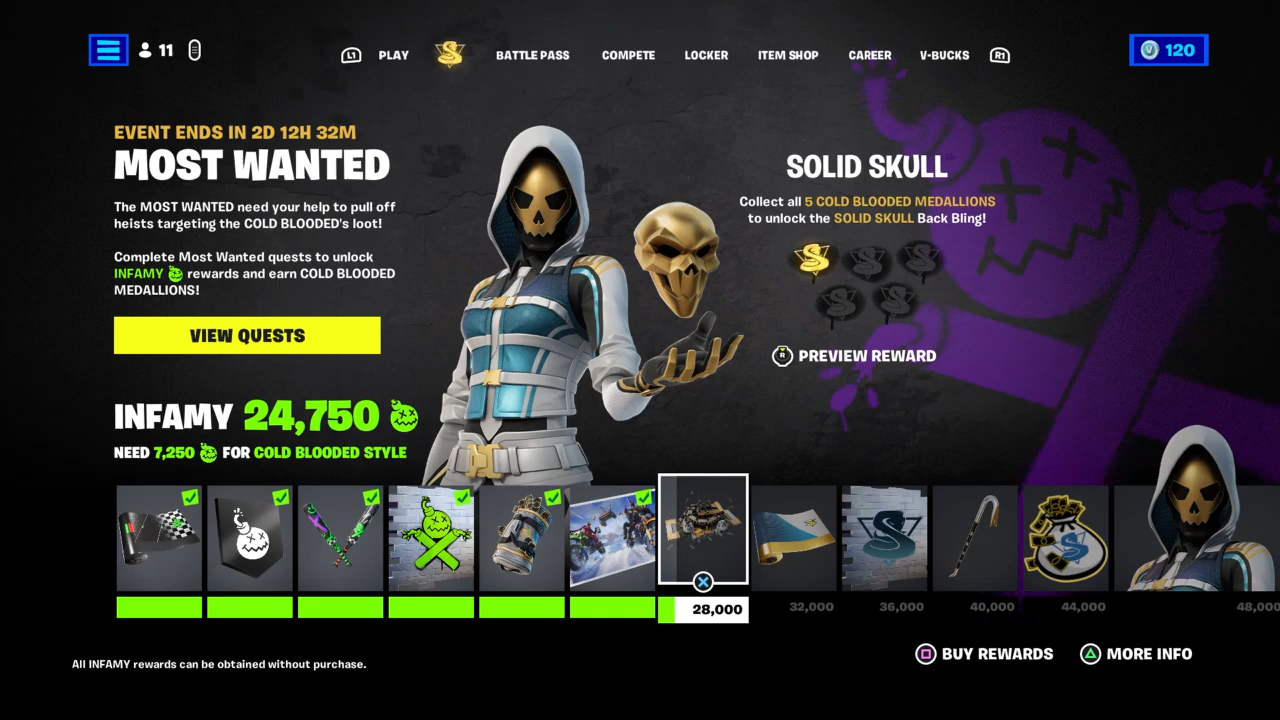 11
L1
PLAY
BATTLE PASS
COMPETE
LOCKER
ITEM SHOP
CAREER
V-BUCKS
R1
V 120
EVENT ENDS IN 2D 12H 32M
MOST WANTED
The MOST WANTED need your help to pull off
heists targeting the COLD BLOODED's loot!
Complete Most Wanted quests to unlock
INFAMY rewards and earn COLD BLOODED
MEDALLIONS!
VIEW QUESTS
SOLID SKULL
Collect all 5 COLD BLOODED MEDALLIONS
to unlock the SOLID SKULL Back Bling!
R PREVIEW REWARD
INFAMY 24,750
NEED 7,250 FOR COLD BLOODED STYLE
28,000
32,000
36,000
40,000
44,000
48,000
All INFAMY rewards can be obtained without purchase.
BUY REWARDS
MORE INFO